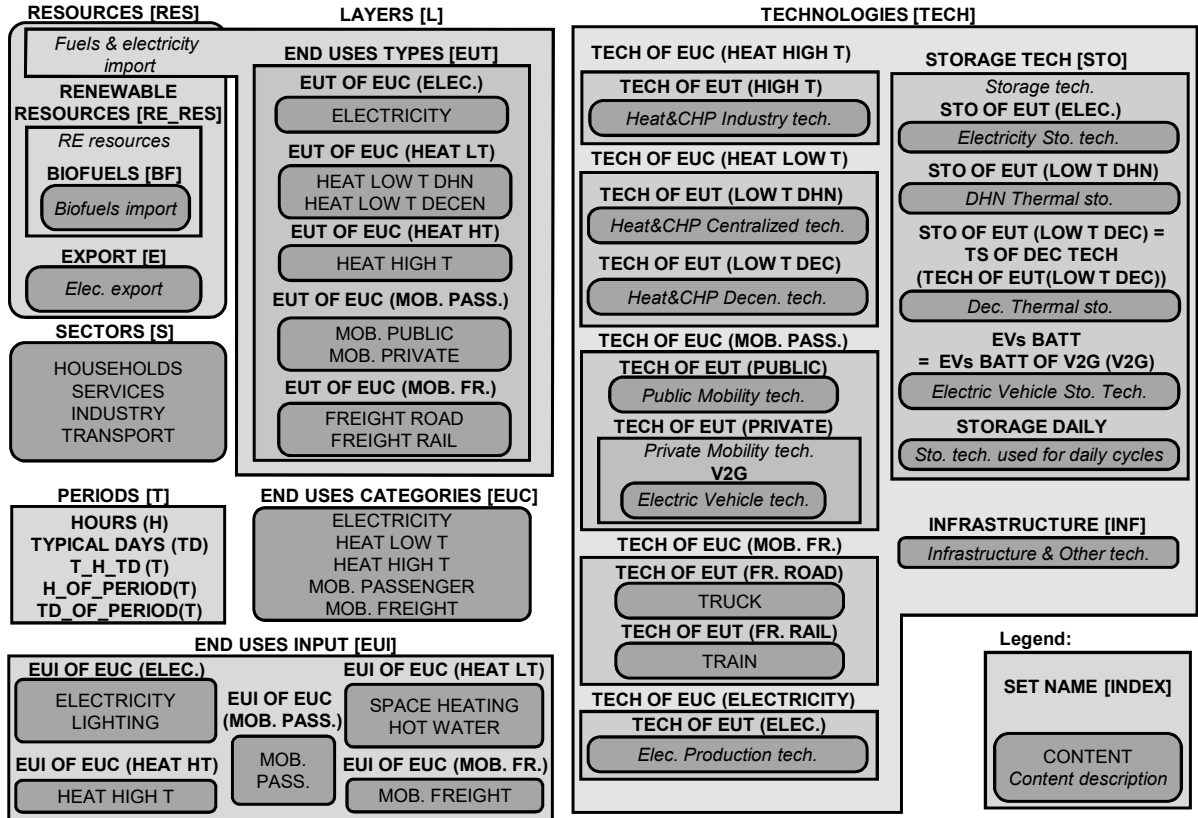 RESOURCES [RES]
Fuels & electricity
import
RENEWABLE
RESOURCES [RE_RES]
RE resources
BIOFUELS [BF]
Biofuels import
EXPORT [E]
Elec. export
SECTORS [S]
HOUSEHOLDS
SERVICES
INDUSTRY
TRANSPORT
LAYERS [L]
END USES TYPES [EUT]
EUT OF EUC (ELEC.)
ELECTRICITY
EUT OF EUC (HEAT LT)
HEAT LOW T DHN
HEAT LOW T DECEN
EUT OF EUC (HEAT HT)
HEAT HIGH T
EUT OF EUC (MOB. PASS.)
MOB. PUBLIC
MOB. PRIVATE
EUT OF EUC (MOB. FR.)
FREIGHT ROAD
FREIGHT RAIL
PERIODS [T]
HOURS (H)
TYPICAL DAYS (TD)
T_H_TD (T)
H_OF_PERIOD(T)
TD_OF_PERIOD(T)
END USES CATEGORIES [EUC]
ELECTRICITY
HEAT LOW T
HEAT HIGH T
MOB. PASSENGER
MOB. FREIGHT
END USES INPUT [EUI]
EUI OF EUC (ELEC.)
ELECTRICITY
LIGHTING
EUI OF EUC (HEAT HT)
HEAT HIGH T
EUI OF EUC
(MOB. PASS.)
MOB.
PASS.
EUI OF EUC (HEAT LT)
SPACE HEATING
HOT WATER
EUI OF EUC (MOB. FR.)
MOB. FREIGHT
TECHNOLOGIES [TECH]
TECH OF EUC (HEAT HIGH T)
TECH OF EUT (HIGH T)
Heat&CHP Industry tech.
TECH OF EUC (HEAT LOW T)
TECH OF EUT (LOW T DHN)
Heat&CHP Centralized tech.
TECH OF EUT (LOW T DEC)
Heat&CHP Decen. tech.
TECH OF EUC (MOB. PASS.)
TECH OF EUT (PUBLIC)
Public Mobility tech.
TECH OF EUT (PRIVATE)
Private Mobility tech.
V2G
Electric Vehicle tech.
TECH OF EUC (MOB. FR.)
TECH OF EUT (FR. ROAD)
TRUCK
TECH OF EUT (FR. RAIL)
TRAIN
TECH OF EUC (ELECTRICITY)
TECH OF EUT (ELEC.)
Elec. Production tech.
STORAGE TECH [STO]
Storage tech.
STO OF EUT (ELEC.)
Electricity Sto. tech.
STO OF EUT (LOW T DHN)
DHN Thermal sto.
STO OF EUT (LOW T DEC) =
TS OF DEC TECH
(TECH OF EUT(LOW T DEC))
Dec. Thermal sto.
EVs BATT
= EVs BATT OF V2G (V2G)
Electric Vehicle Sto. Tech.
STORAGE DAILY
Sto. tech. used for daily cycles
INFRASTRUCTURE [INF]
Infrastructure & Other tech.
Legend:
SET NAME [INDEX]
CONTENT
Content description